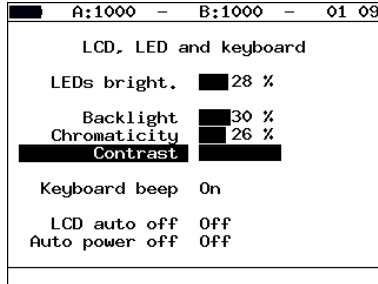 A:1000 – B:1000 – 01 09
LCD, LED and keyboard
LEDs bright. 28 %
Backlight 30 %
Chromaticity 26 %
Contrast
Keyboard beep On
LCD auto off Off
Auto power off Off